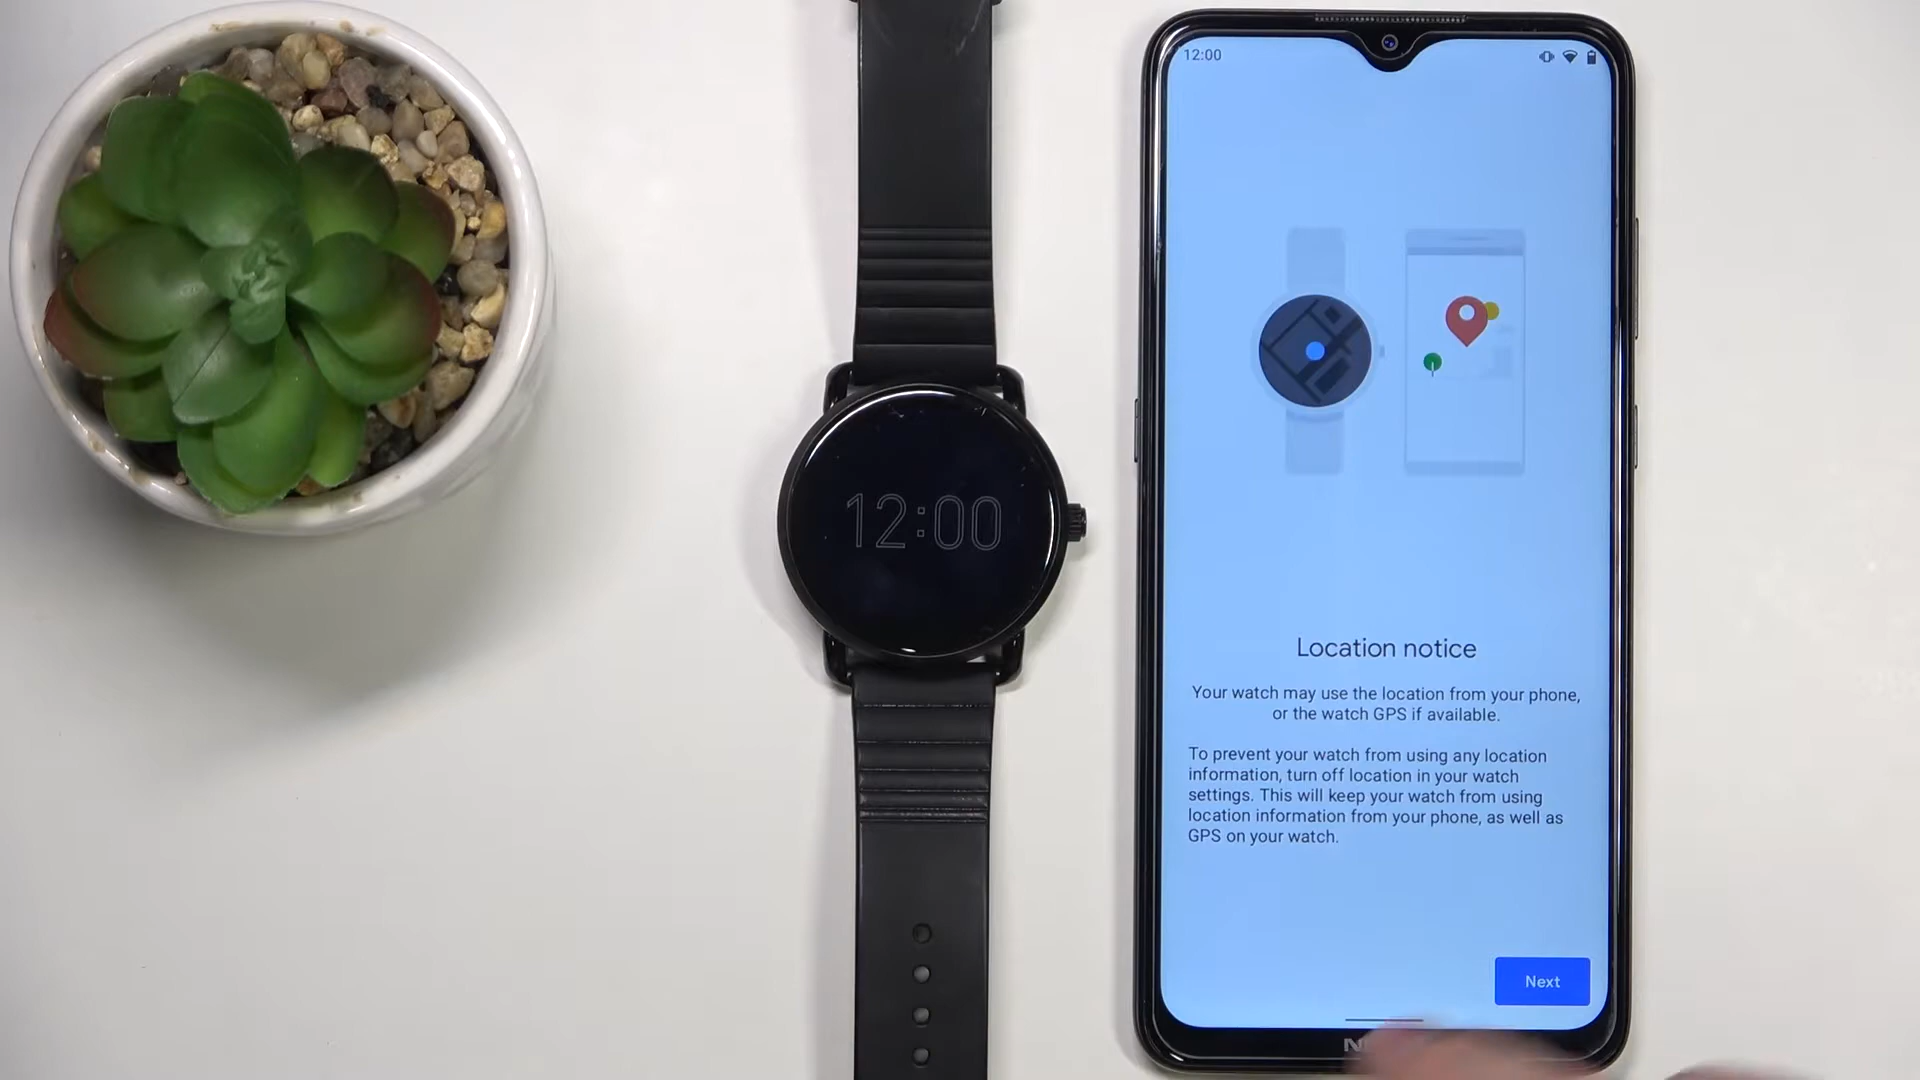 12:00
12:00
Location notice
Your watch may use the location from your phone,
or the watch GPS if available.
To prevent your watch from using any location
information, turn off location in your watch
settings. This will keep your watch from using
location information from your phone, as well as
GPS on your watch.
Next